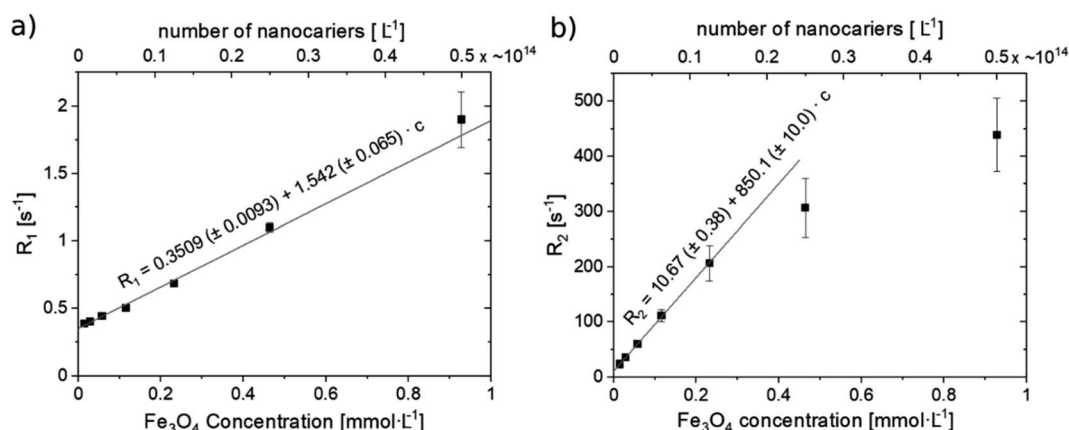 a)
number of nanocariers [ L⁻¹]
0 0.1 0.2 0.3 0.4 0.5 x ~10¹⁴
2
1.5
1
0.5
0
R₁ [s⁻¹]
R₁ = 0.3509 (± 0.0093) + 1.542 (± 0.065) · c
0 0.2 0.4 0.6 0.8 1
Fe₃O₄ Concentration [mmol·L⁻¹]
b)
number of nanocariers [ L⁻¹]
0 0.1 0.2 0.3 0.4 0.5 x ~10¹⁴
500
400
300
200
100
0
R₂ [s⁻¹]
R₂ = 10.67 (± 0.38) + 850.1 (± 10.0) · c
0 0.2 0.4 0.6 0.8 1
Fe₃O₄ concentration [mmol·L⁻¹]